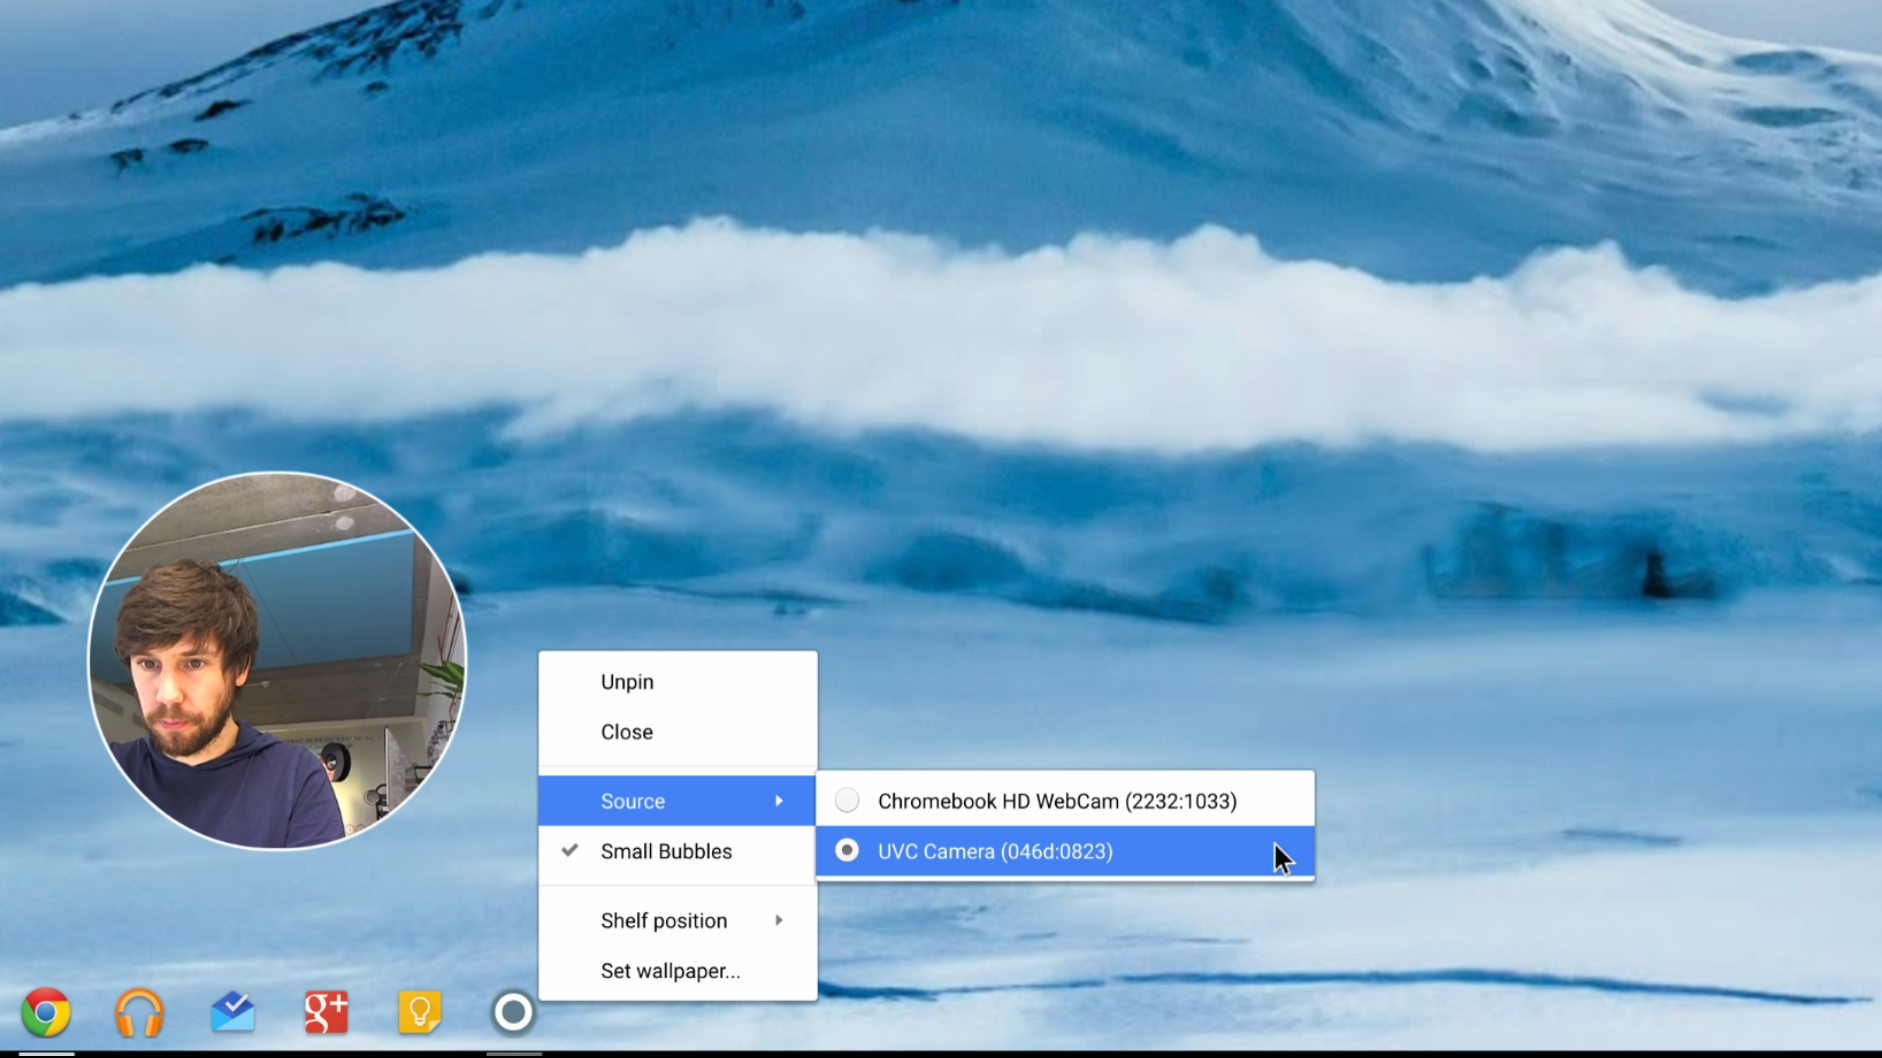 Unpin
Close
Source
Chromebook HD WebCam (2232:1033)
Small Bubbles
UVC Camera (046d:0823)
Shelf position
Set wallpaper...
g+